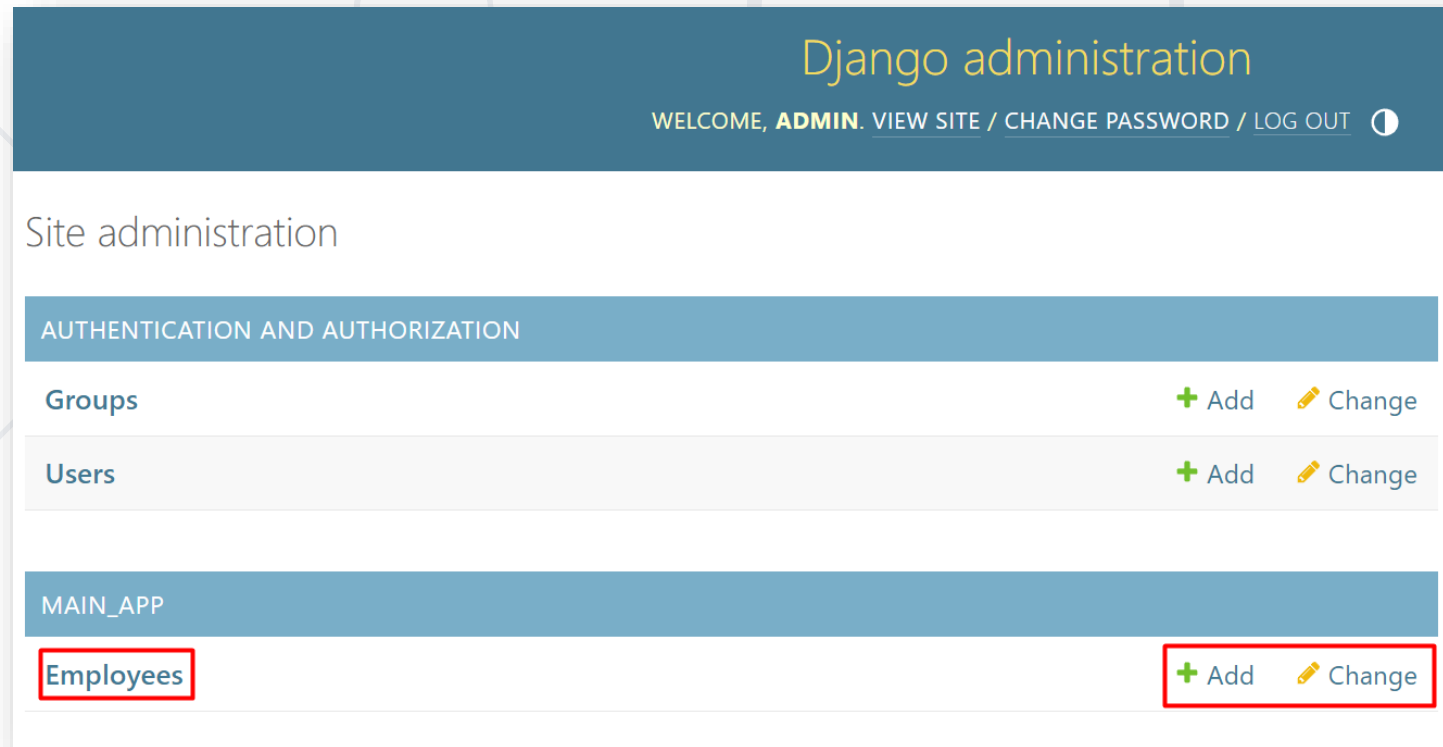 Django administration
WELCOME, ADMIN. VIEW SITE / CHANGE PASSWORD / LOG OUT
Site administration
AUTHENTICATION AND AUTHORIZATION
Groups Add Change
Users Add Change
MAIN_APP
Employees Add Change